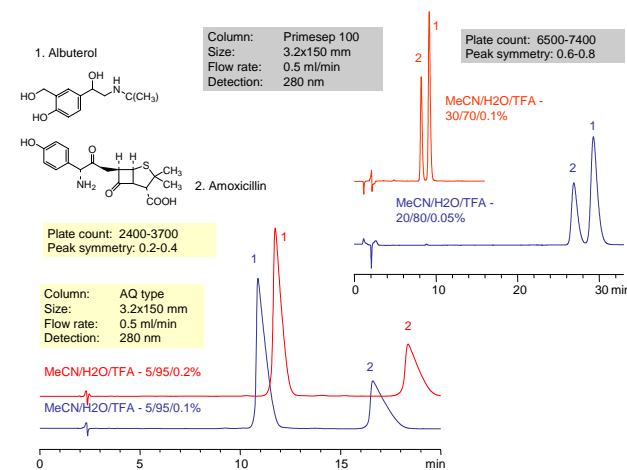 1. Albuterol
OH
HO
H
N
C(CH3)
HO
HO
O
H H
S
CH3
CH3
NH2
O
COOH
2. Amoxicillin
Column: Primesep 100
Size: 3.2x150 mm
Flow rate: 0.5 ml/min
Detection: 280 nm
Plate count: 6500-7400
Peak symmetry: 0.6-0.8
1
2
MeCN/H2O/TFA -
30/70/0.1%
1
2
MeCN/H2O/TFA -
20/80/0.05%
0 10 20 30 min
Plate count: 2400-3700
Peak symmetry: 0.2-0.4
Column: AQ type
Size: 3.2x150 mm
Flow rate: 0.5 ml/min
Detection: 280 nm
1
1
2
2
MeCN/H2O/TFA - 5/95/0.2%
MeCN/H2O/TFA - 5/95/0.1%
0 5 10 15 min